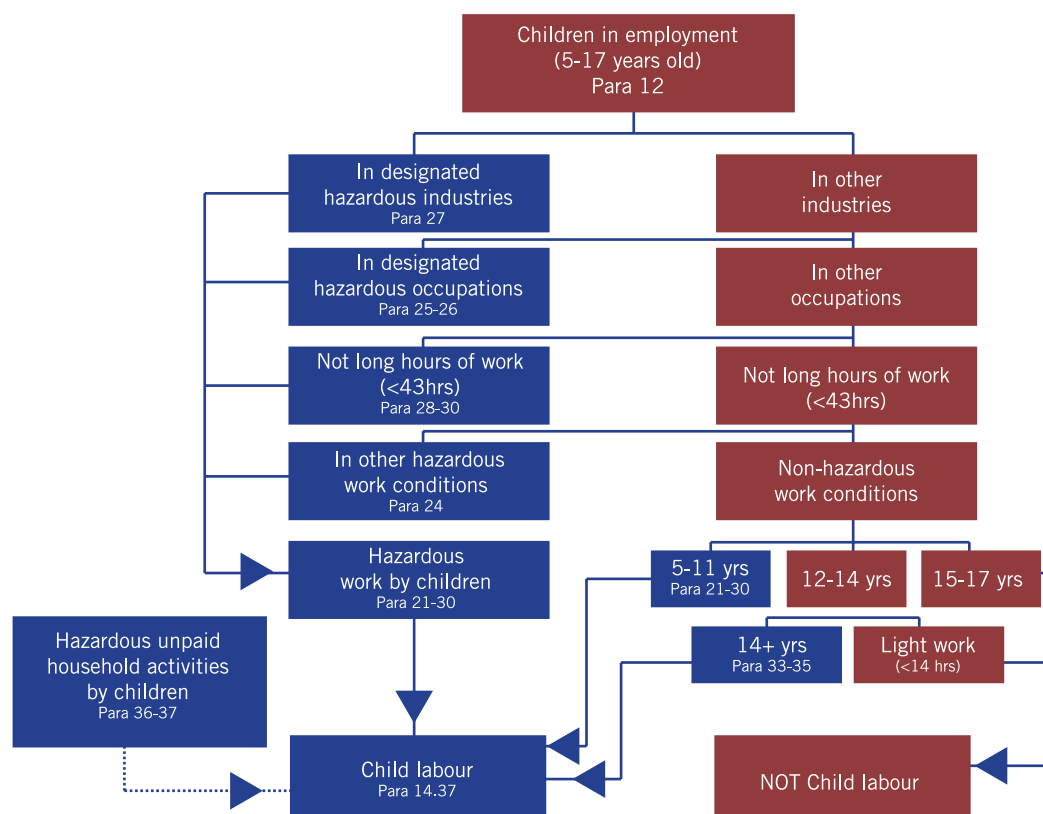 Children in employment
(5-17 years old)
Para 12
In designated
hazardous industries
Para 27
In other
industries
In designated
hazardous occupations
Para 25-26
In other
occupations
Not long hours of work
(<43hrs)
Para 28-30
Not long hours of work
(<43hrs)
In other hazardous
work conditions
Para 24
Non-hazardous
work conditions
Hazardous
work by children
Para 21-30
5-11 yrs
Para 21-30
12-14 yrs
15-17 yrs
Hazardous unpaid
household activities
by children
Para 36-37
14+ yrs
Para 33-35
Light work
(<14 hrs)
Child labour
Para 14.37
NOT Child labour